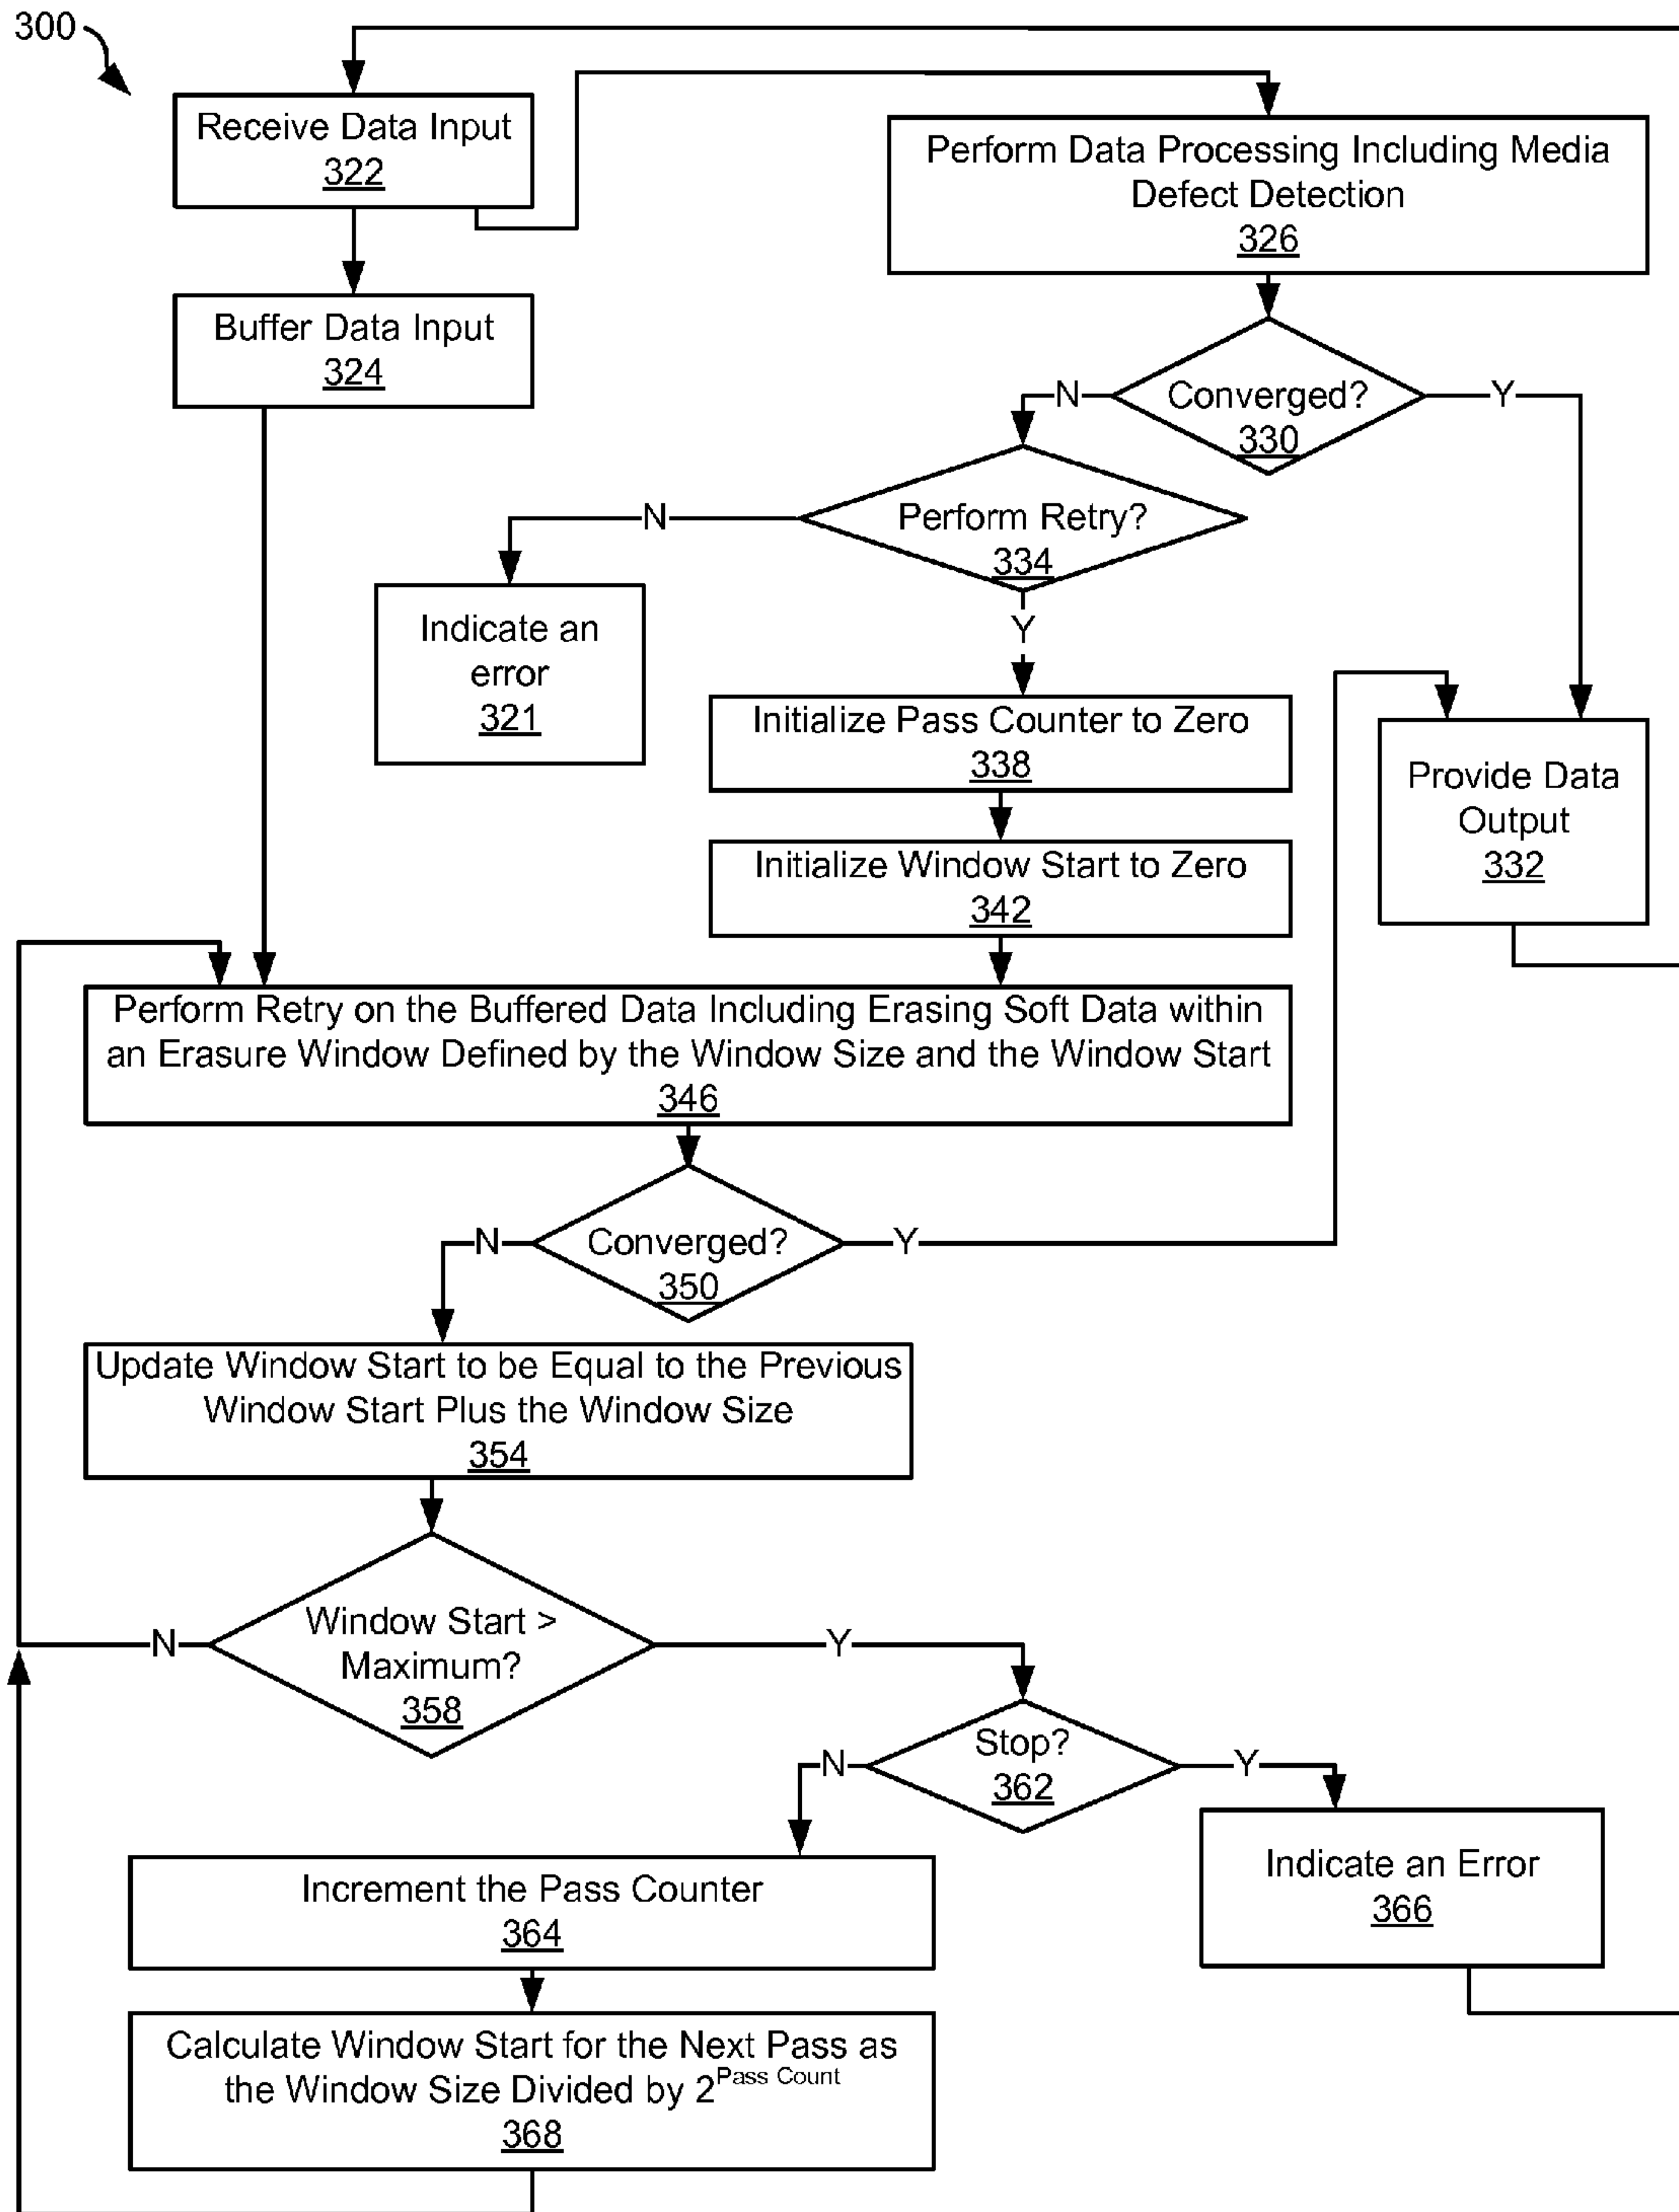 300
Receive Data Input
322
Perform Data Processing Including Media
Defect Detection
326
Buffer Data Input
324
Converged?
330
N
Y
Perform Retry?
334
N
Y
Indicate an
error
321
Initialize Pass Counter to Zero
338
Initialize Window Start to Zero
342
Provide Data
Output
332
Perform Retry on the Buffered Data Including Erasing Soft Data within
an Erasure Window Defined by the Window Size and the Window Start
346
Converged?
350
N
Y
Update Window Start to be Equal to the Previous
Window Start Plus the Window Size
354
Window Start >
Maximum?
358
N
Y
Stop?
362
N
Y
Increment the Pass Counter
364
Indicate an Error
366
Calculate Window Start for the Next Pass as
the Window Size Divided by 2^Pass Count
368